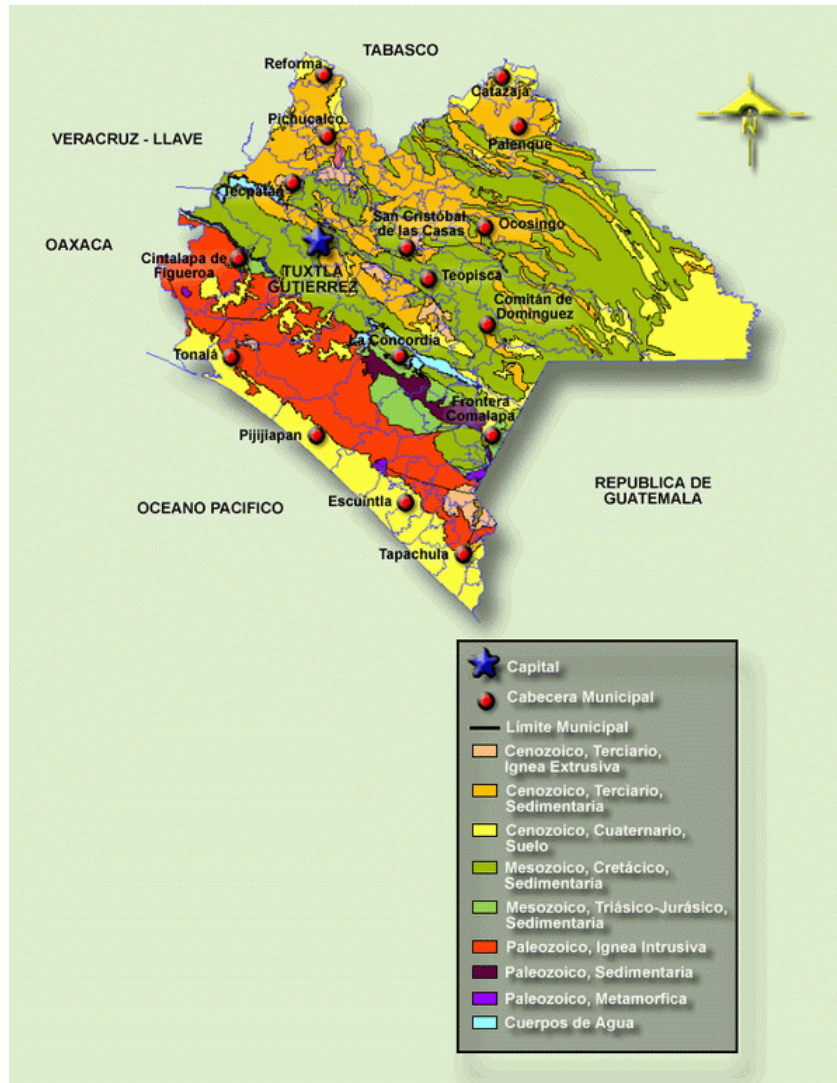 TABASCO
Reforma
Catazajá
Pichucalco
Palenque
VERACRUZ - LLAVE
N
Tecpatán
San Cristóbal
de las Casas
Ocosingo
OAXACA
Cintalapa de
Figueroa
TUXTLA
GUTIERREZ
Teopisca
Comitán de
Dominguez
La Concordia
Tonalá
Frontera
Comalapa
Pijijiapan
REPUBLICA DE
GUATEMALA
OCEANO PACIFICO
Escuíntla
Tapachula
Capital
Cabecera Municipal
Límite Municipal
Cenozoico, Terciario,
Ignea Extrusiva
Cenozoico, Terciario,
Sedimentaria
Cenozoico, Cuaternario,
Suelo
Mesozoico, Cretácico,
Sedimentaria
Mesozoico, Triásico-Jurásico,
Sedimentaria
Paleozoico, Ignea Intrusiva
Paleozoico, Sedimentaria
Paleozoico, Metamorfica
Cuerpos de Agua